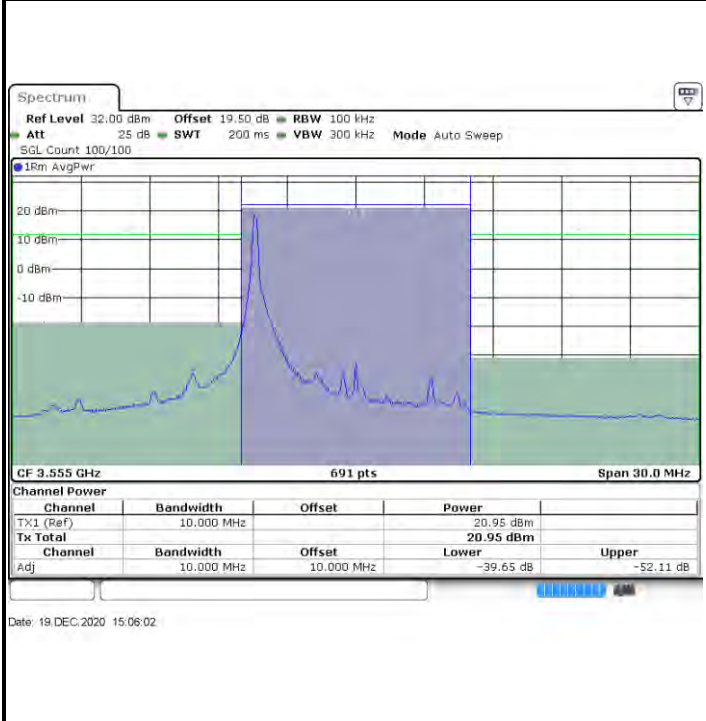 Spectrum
Ref Level 32.00 dBm Offset 19.50 dB RBW 100 kHz
Att 25 dB SWT 200 ms VBW 300 kHz Mode Auto Sweep
SGL Count 100/100
1Rm AvgPwr
20 dBm
10 dBm
0 dBm
-10 dBm
CF 3.555 GHz 691 pts Span 30.0 MHz
Channel Power
Channel Bandwidth Offset Power
TX1 (Ref) 10.000 MHz 20.95 dBm
Tx Total 20.95 dBm
Channel Bandwidth Offset Lower Upper
Adj 10.000 MHz 10.000 MHz -39.65 dB -52.11 dB
Date: 19.DEC.2020 15:06:02